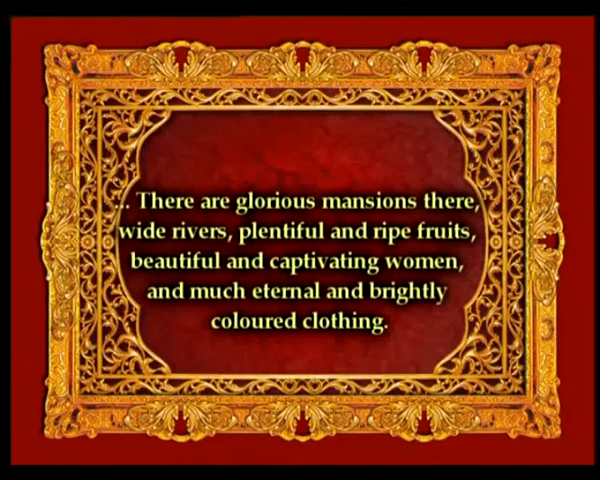 ... There are glorious mansions there,
wide rivers, plentiful and ripe fruits,
beautiful and captivating women,
and much eternal and brightly
coloured clothing.